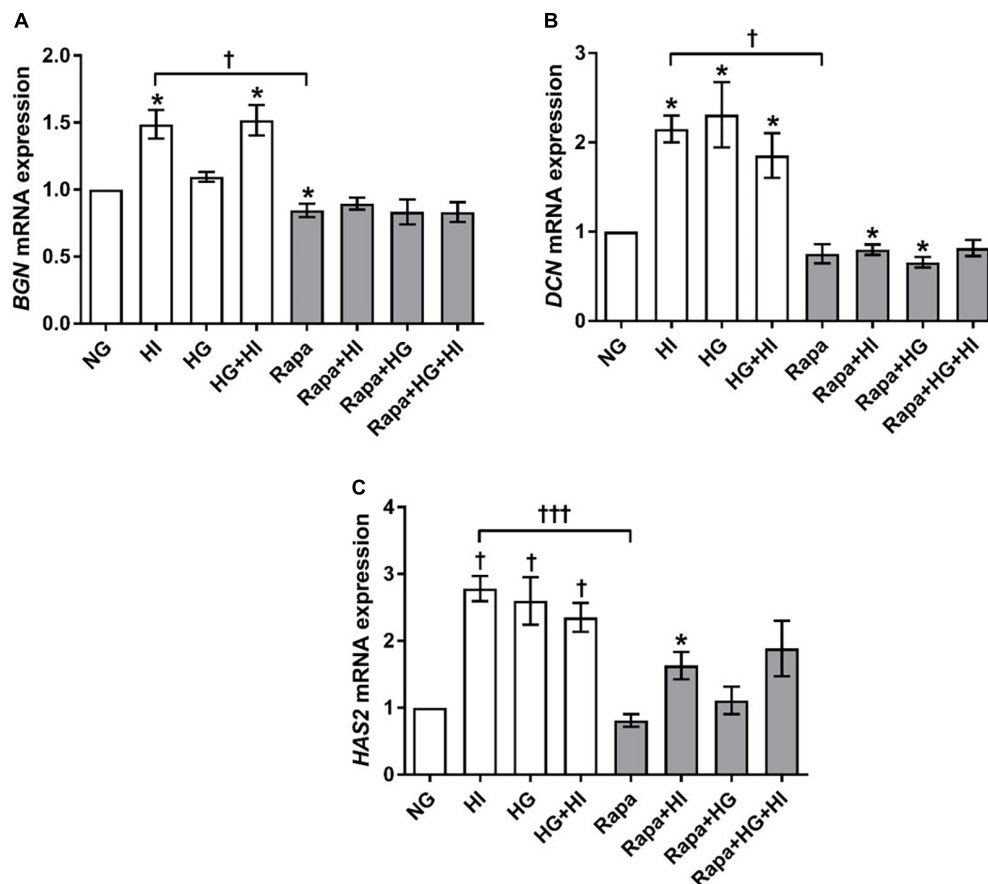 A
BGN mRNA expression
2.0
1.5
1.0
0.5
0.0
†
*
*
*
NG
HI
HG
HG+HI
Rapa
Rapa+HI
Rapa+HG
Rapa+HG+HI
B
DCN mRNA expression
3
2
1
0
†
*
*
*
*
*
NG
HI
HG
HG+HI
Rapa
Rapa+HI
Rapa+HG
Rapa+HG+HI
C
HAS2 mRNA expression
4
3
2
1
0
†††
†
†
†
*
NG
HI
HG
HG+HI
Rapa
Rapa+HI
Rapa+HG
Rapa+HG+HI